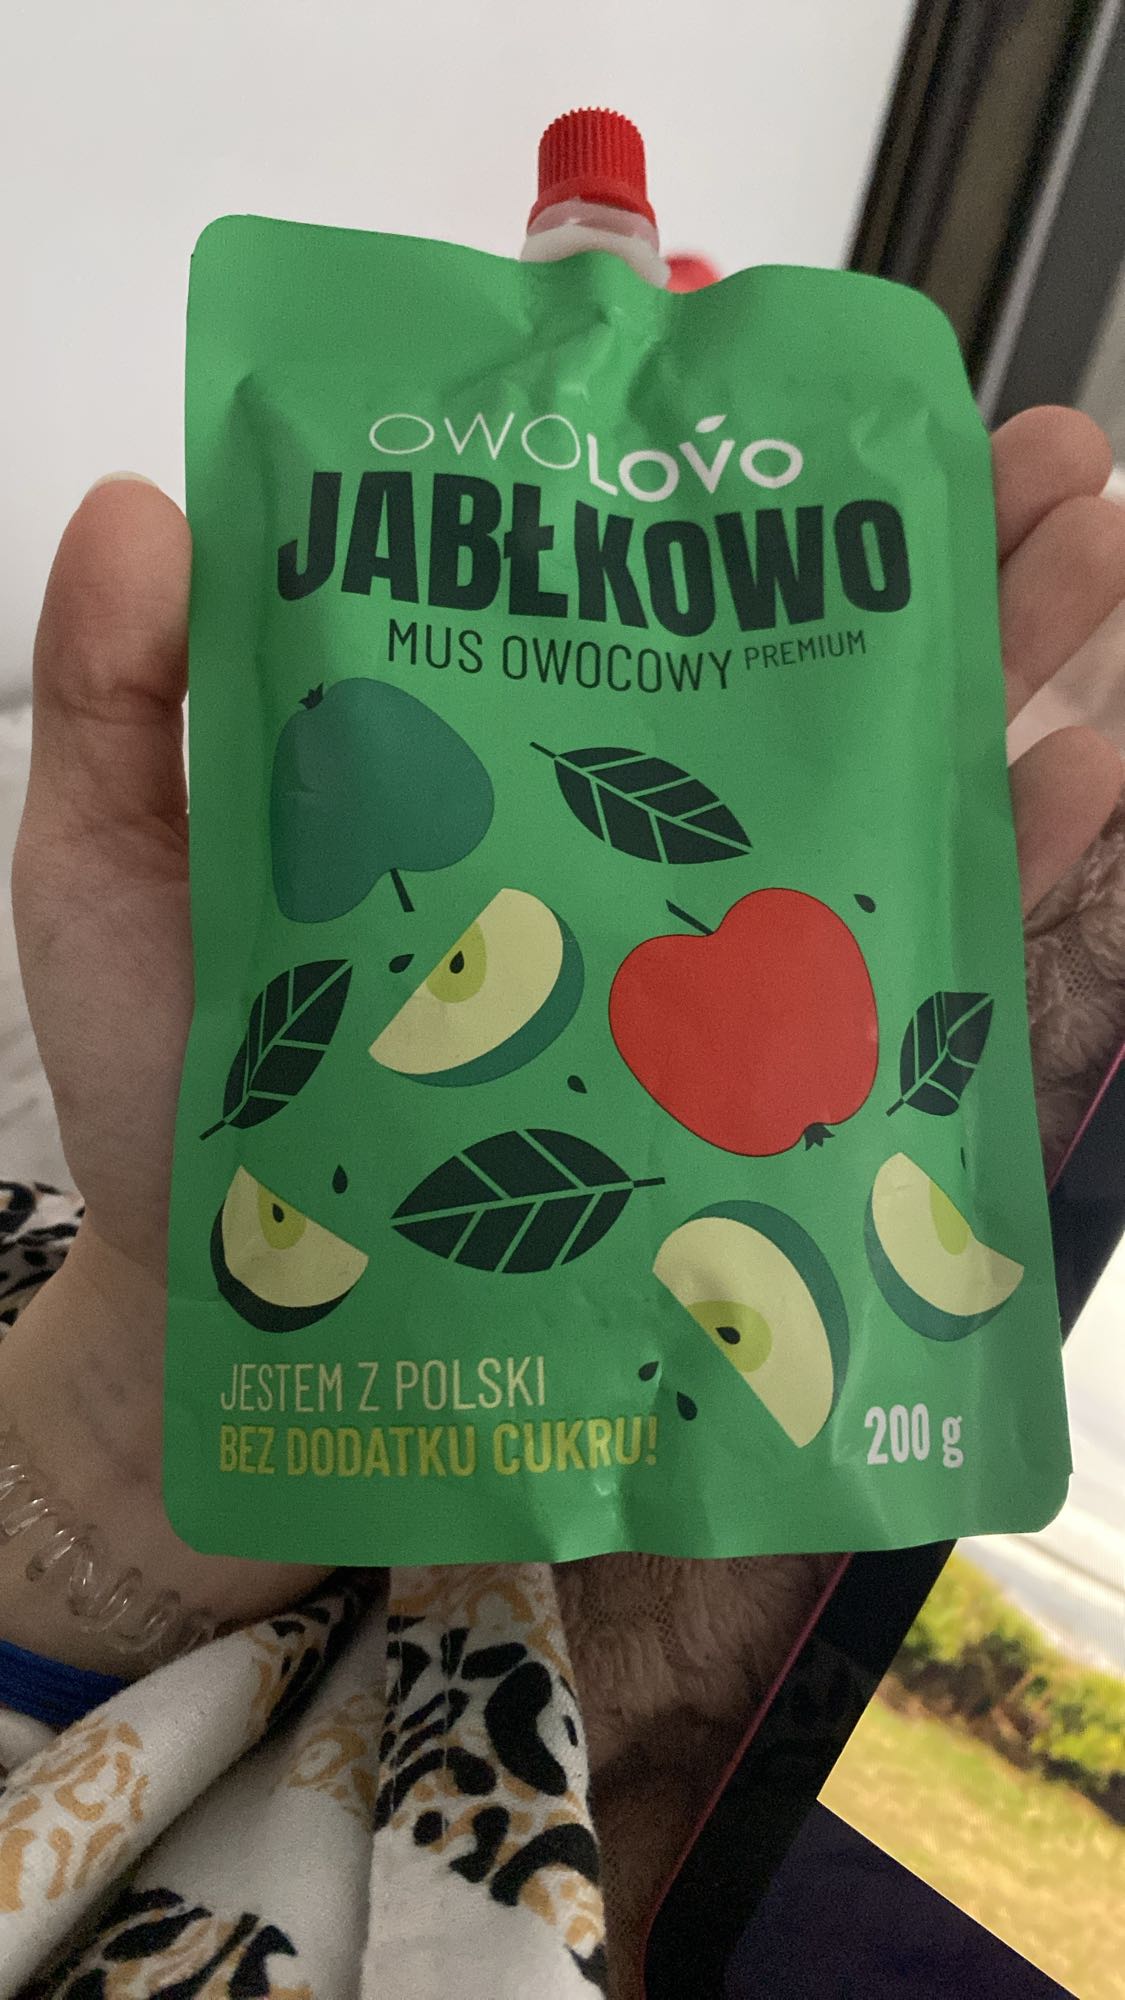 OWOLOVO
JABŁKOWO
MUS OWOCOWY PREMIUM
JESTEM Z POLSKI
BEZ DODATKU CUKRU!
200 g